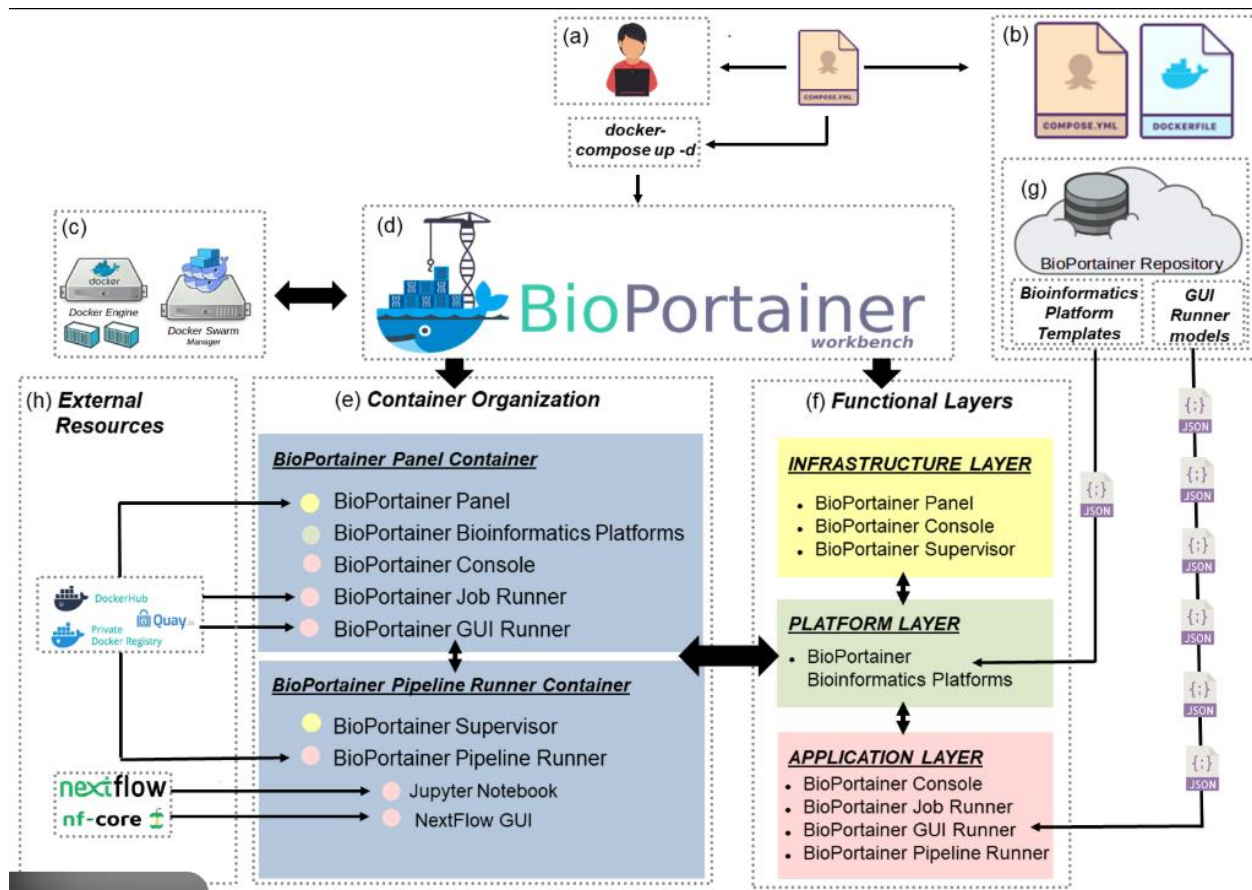 (a)
COMPOSE.YML
(b)
COMPOSE.YML
DOCKERFILE
docker-
compose up -d
(g)
BioPortainer Repository
Bioinformatics
Platform
Templates
GUI
Runner
models
(c)
docker
Docker Engine
Docker Swarm
Manager
(d)
BioPortainer
workbench
(h) External
Resources
DockerHub
Quay
Private
Docker Registry
nextflow
nf-core
(e) Container Organization
BioPortainer Panel Container
BioPortainer Panel
BioPortainer Bioinformatics Platforms
BioPortainer Console
BioPortainer Job Runner
BioPortainer GUI Runner
BioPortainer Pipeline Runner Container
BioPortainer Supervisor
BioPortainer Pipeline Runner
Jupyter Notebook
NextFlow GUI
(f) Functional Layers
INFRASTRUCTURE LAYER
• BioPortainer Panel
• BioPortainer Console
• BioPortainer Supervisor
PLATFORM LAYER
• BioPortainer
Bioinformatics Platforms
APPLICATION LAYER
• BioPortainer Console
• BioPortainer Job Runner
• BioPortainer GUI Runner
• BioPortainer Pipeline Runner
{;}
JSON
{;}
JSON
{;}
JSON
{;}
JSON
{;}
JSON
{;}
JSON
{;}
JSON